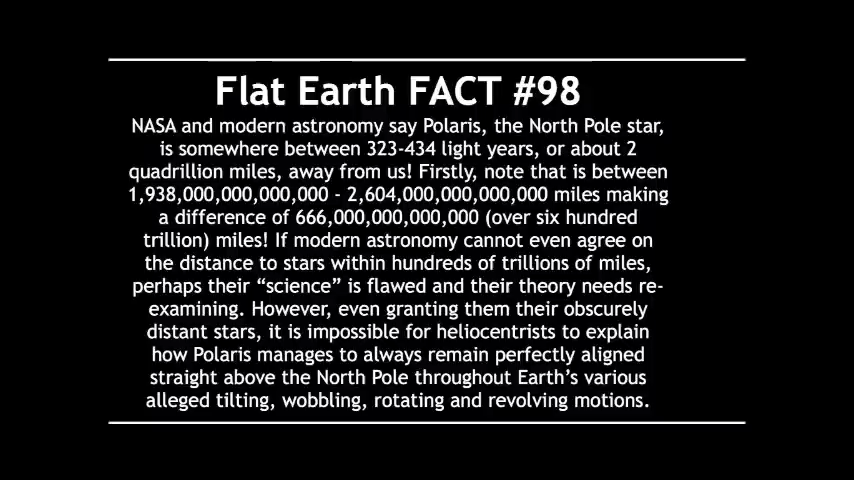 Flat Earth FACT #98
NASA and modern astronomy say Polaris, the North Pole star,
is somewhere between 323-434 light years, or about 2
quadrillion miles, away from us! Firstly, note that is between
1,938,000,000,000,000 - 2,604,000,000,000,000 miles making
a difference of 666,000,000,000,000 (over six hundred
trillion) miles! If modern astronomy cannot even agree on
the distance to stars within hundreds of trillions of miles,
perhaps their “science” is flawed and their theory needs re-
examining. However, even granting them their obscurely
distant stars, it is impossible for heliocentrists to explain
how Polaris manages to always remain perfectly aligned
straight above the North Pole throughout Earth’s various
alleged tilting, wobbling, rotating and revolving motions.